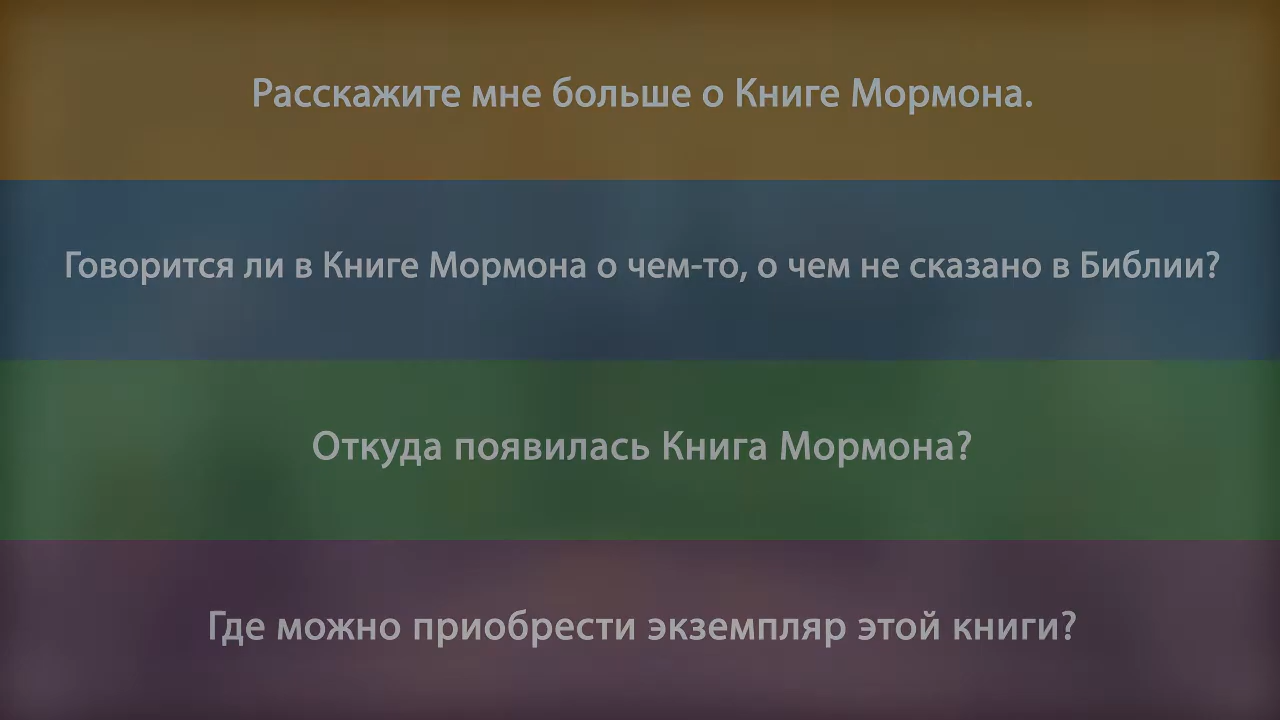 Расскажите мне больше о Книге Мормона.
Говорится ли в Книге Мормона о чем-то, о чем не сказано в Библии?
Откуда появилась Книга Мормона?
Где можно приобрести экземпляр этой книги?